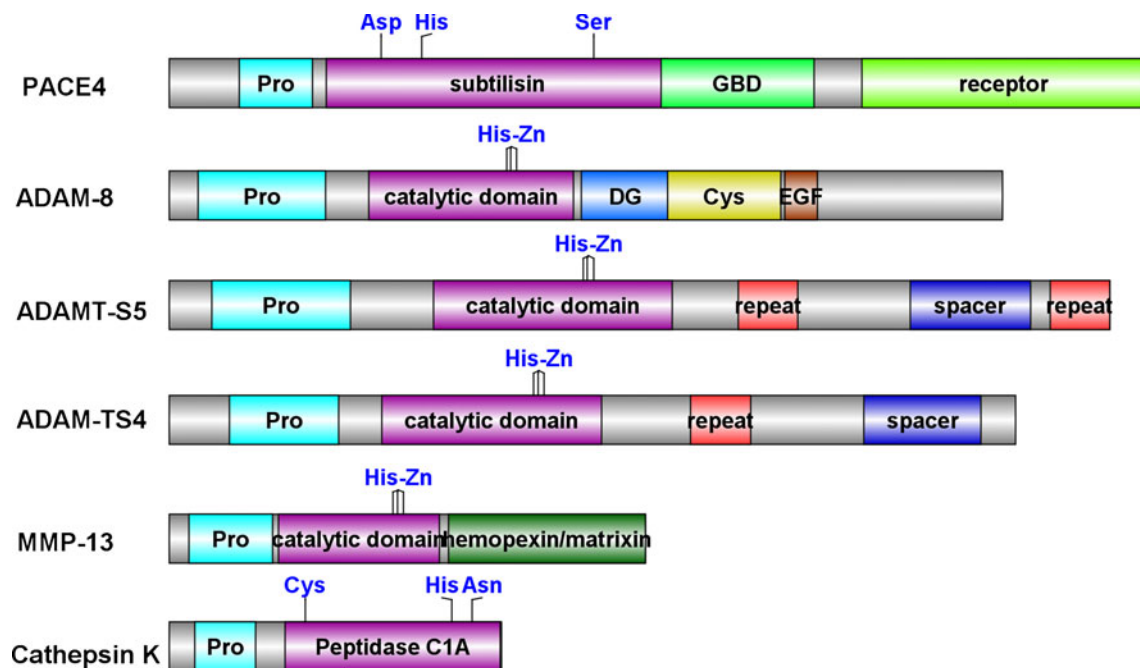 Asp His Ser
PACE4 Pro subtilisin GBD receptor
His-Zn
ADAM-8 Pro catalytic domain DG Cys EGF
His-Zn
ADAMT-S5 Pro catalytic domain repeat spacer repeat
His-Zn
ADAM-TS4 Pro catalytic domain repeat spacer
His-Zn
MMP-13 Pro catalytic domain hemopexin/matrixin
Cys His Asn
Cathepsin K Pro Peptidase C1A